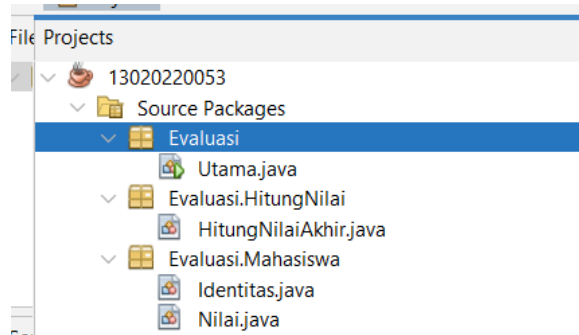 File Projects
13020220053
Source Packages
Evaluasi
Utama.java
Evaluasi.HitungNilai
HitungNilaiAkhir.java
Evaluasi.Mahasiswa
Identitas.java
Nilai.java